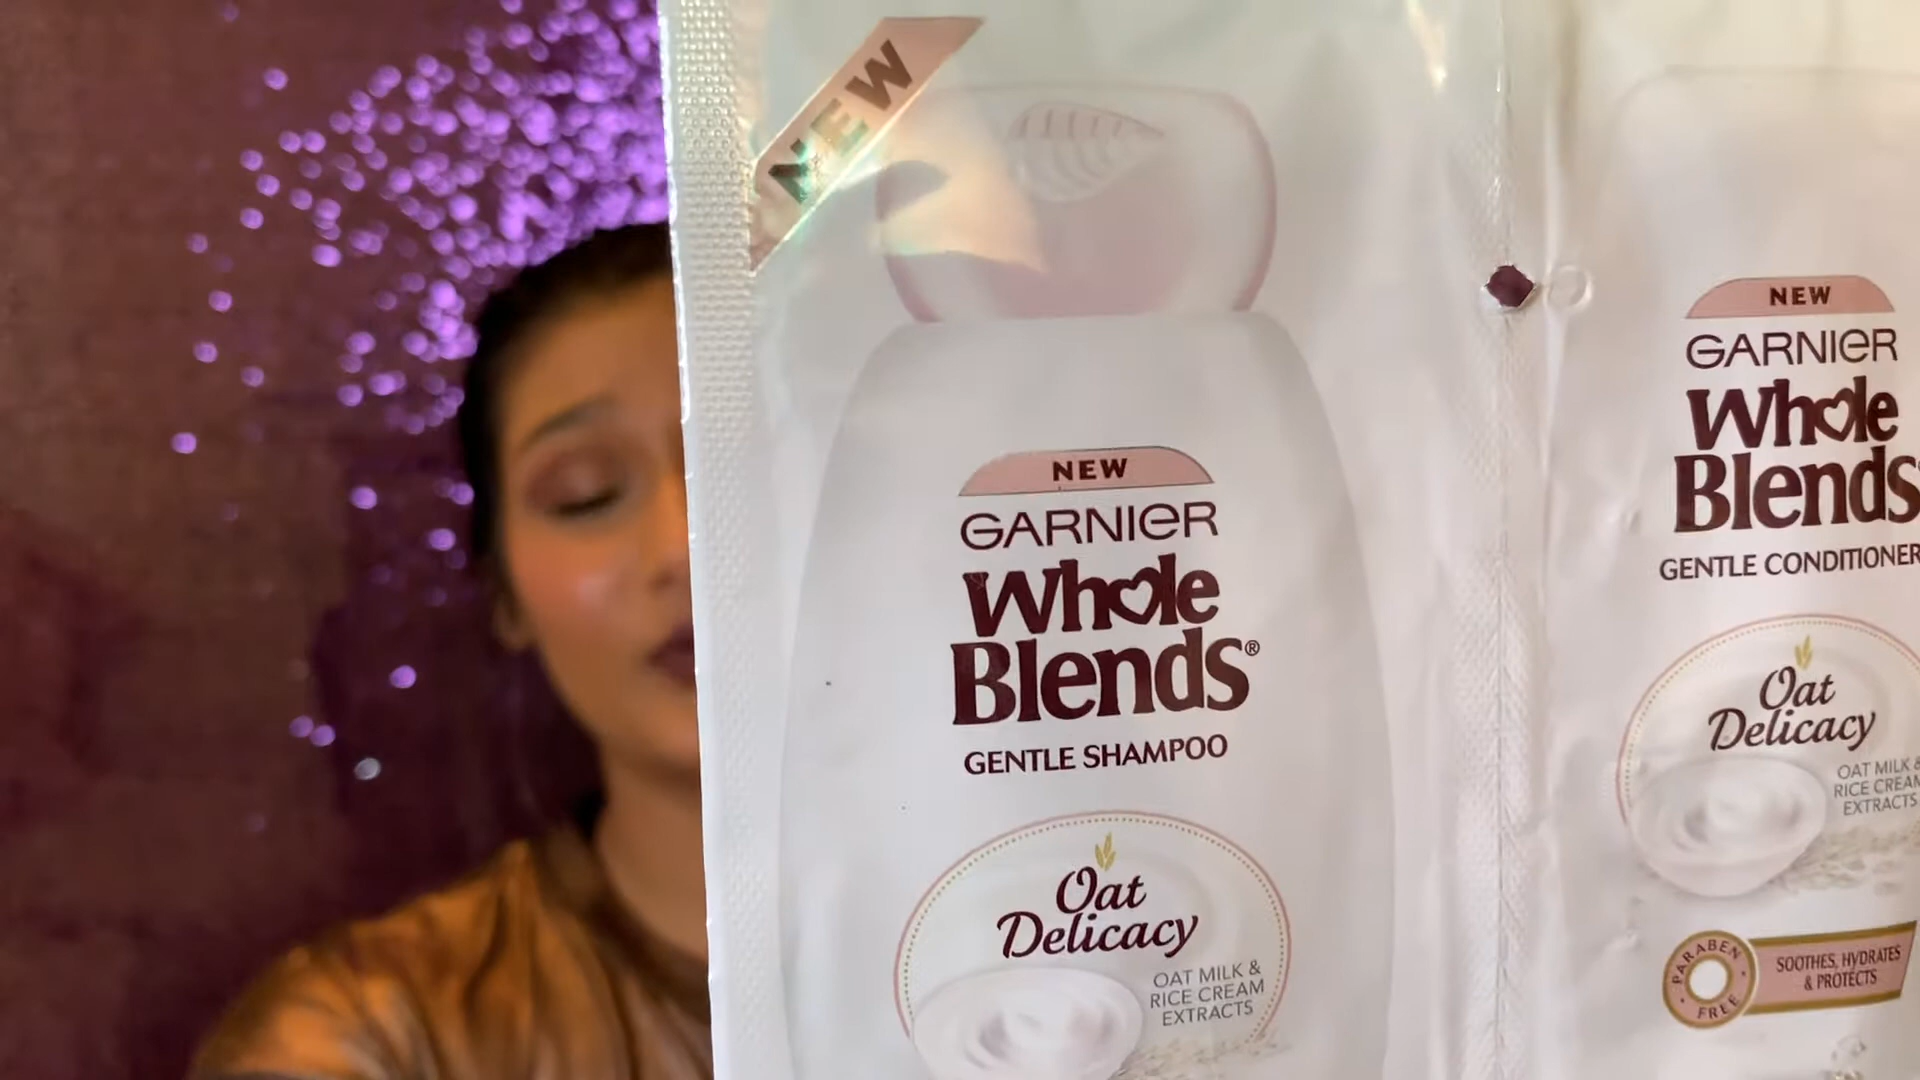 NEW
NEW
GARNIER
Whole
Blends®
GENTLE SHAMPOO
Oat
Delicacy
OAT MILK &
RICE CREAM
EXTRACTS
NEW
GARNIER
Whole
Blends
GENTLE CONDITIONER
Oat
Delicacy
OAT MILK &
RICE CREAM
EXTRACTS
PARABEN
FREE
SOOTHES, HYDRATES
& PROTECTS